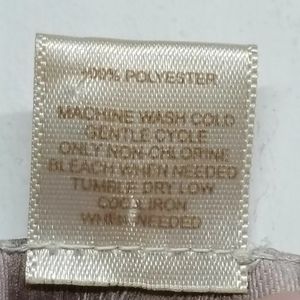 100% POLYESTER
MACHINE WASH COLD
GENTLE CYCLE
ONLY NON-CHLORINE
BLEACH WHEN NEEDED
TUMBLE DRY LOW
COOL IRON
WHEN NEEDED